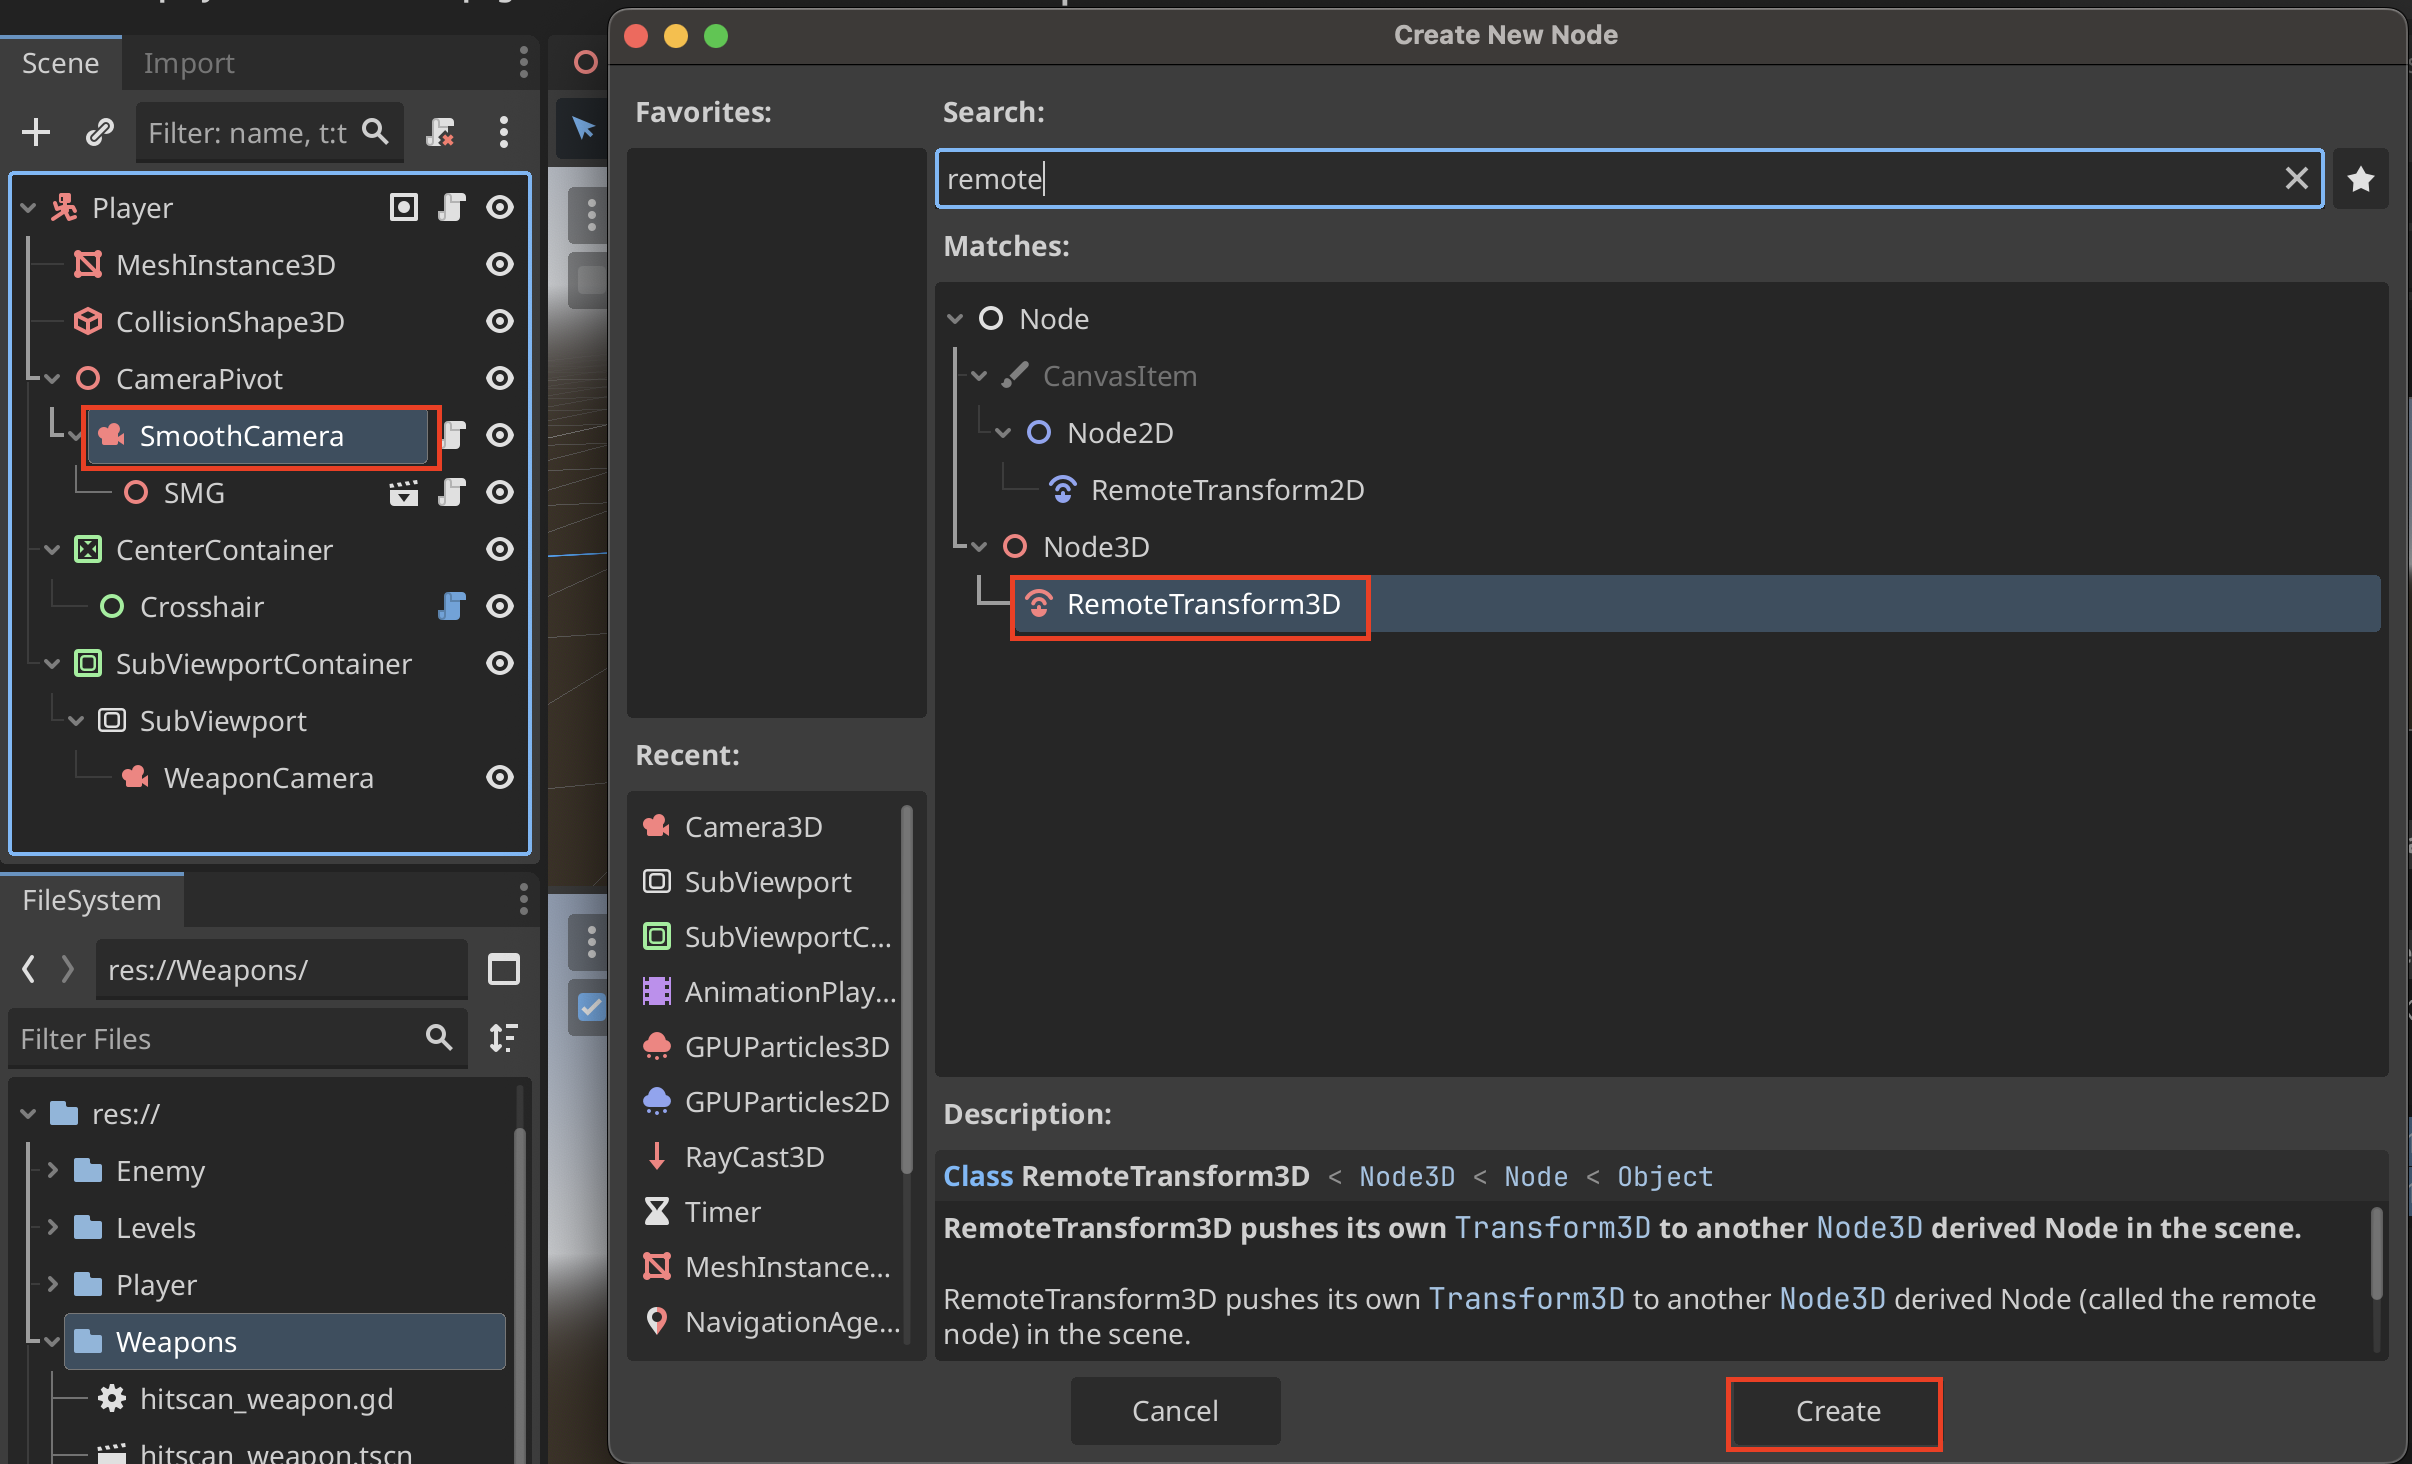 Scene
Import
Filter: name, t:t
Player
MeshInstance3D
CollisionShape3D
CameraPivot
SmoothCamera
SMG
CenterContainer
Crosshair
SubViewportContainer
SubViewport
WeaponCamera
FileSystem
res://Weapons/
Filter Files
res://
Enemy
Levels
Player
Weapons
hitscan_weapon.gd
hitscan_weapon.tscn
Create New Node
Favorites:
Recent:
Camera3D
SubViewport
SubViewportC...
AnimationPlay...
GPUParticles3D
GPUParticles2D
RayCast3D
Timer
MeshInstance...
NavigationAge...
Search:
remote
Matches:
Node
CanvasItem
Node2D
RemoteTransform2D
Node3D
RemoteTransform3D
Description:
Class RemoteTransform3D < Node3D < Node < Object
RemoteTransform3D pushes its own Transform3D to another Node3D derived Node in the scene.
RemoteTransform3D pushes its own Transform3D to another Node3D derived Node (called the remote
node) in the scene.
Cancel
Create